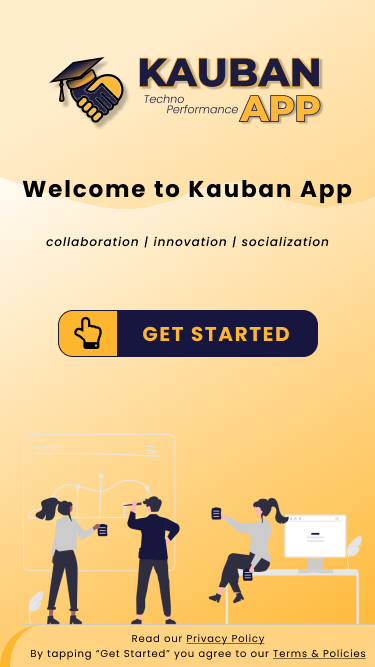 KAUBAN
Techno
Performance APP
Welcome to Kauban App
collaboration | innovation | socialization
GET STARTED
Read our Privacy Policy
By tapping “Get Started” you agree to our Terms & Policies